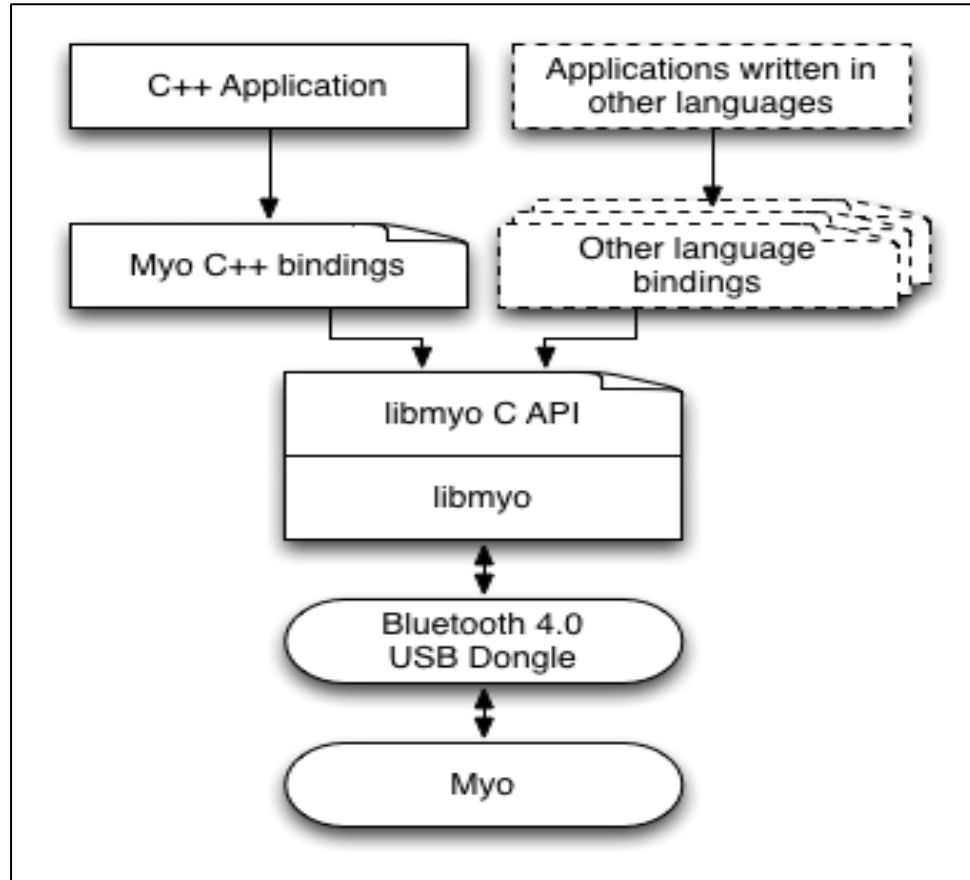 C++ Application
Applications written in
other languages
Myo C++ bindings
Other language
bindings
libmyo C API
libmyo
Bluetooth 4.0
USB Dongle
Myo